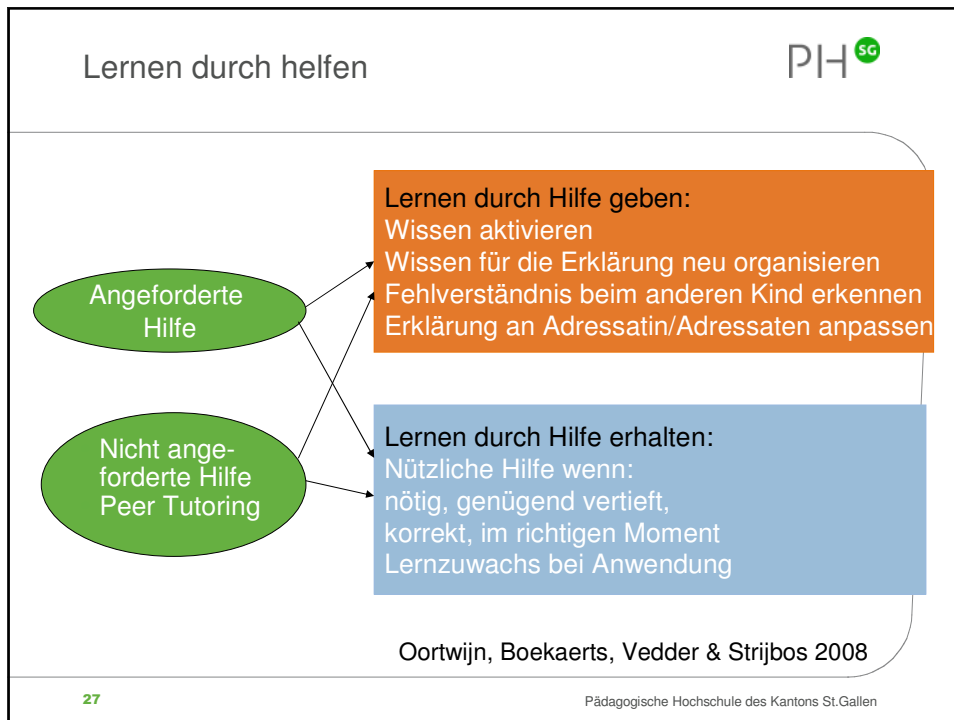 Lernen durch helfen
PH SG
Angeforderte
Hilfe
Nicht ange-
forderte Hilfe
Peer Tutoring
Lernen durch Hilfe geben:
Wissen aktivieren
Wissen für die Erklärung neu organisieren
Fehlverständnis beim anderen Kind erkennen
Erklärung an Adressatin/Adressaten anpassen
Lernen durch Hilfe erhalten:
Nützliche Hilfe wenn:
nötig, genügend vertieft,
korrekt, im richtigen Moment
Lernzuwachs bei Anwendung
Oortwijn, Boekaerts, Vedder & Strijbos 2008
27
Pädagogische Hochschule des Kantons St.Gallen